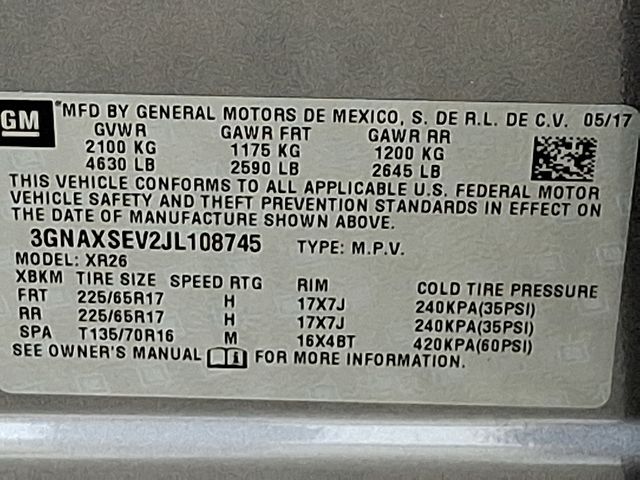 GM
*MFD BY GENERAL MOTORS DE MEXICO, S. DE R.L. DE C.V. 05/17
GVWR GAWR FRT GAWR RR
2100 KG 1175 KG 1200 KG
4630 LB 2590 LB 2645 LB
THIS VEHICLE CONFORMS TO ALL APPLICABLE U.S. FEDERAL MOTOR
VEHICLE SAFETY AND THEFT PREVENTION STANDARDS IN EFFECT ON
THE DATE OF MANUFACTURE SHOWN ABOVE.
3GNAXSEV2JL108745 TYPE: M.P.V.
MODEL: XR26
XBKM TIRE SIZE SPEED RTG RIM COLD TIRE PRESSURE
FRT 225/65R17 H 17X7J 240KPA(35PSI)
RR 225/65R17 H 17X7J 240KPA(35PSI)
SPA T135/70R16 M 16X4BT 420KPA(60PSI)
SEE OWNER'S MANUAL FOR MORE INFORMATION.